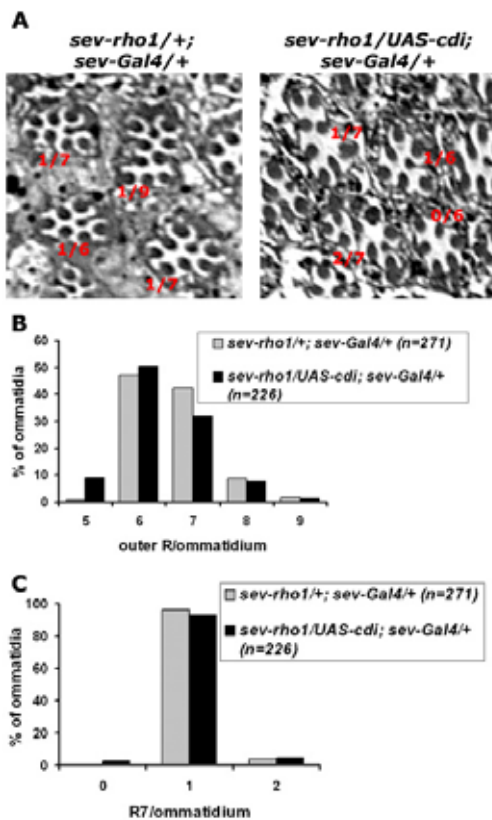 A
sev-rho1/+;
sev-Gal4/+
sev-rho1/UAS-cdi;
sev-Gal4/+
1/7
1/9
1/6
1/7
1/7
1/6
0/6
2/7
B
% of ommatidia
60
50
40
30
20
10
0
5 6 7 8 9
outer R/ommatidium
sev-rho1/+; sev-Gal4/+ (n=271)
sev-rho1/UAS-cdi; sev-Gal4/+
(n=226)
C
% of ommatidia
100
80
60
40
20
0
0 1 2
R7/ommatidium
sev-rho1/+; sev-Gal4/+ (n=271)
sev-rho1/UAS-cdi; sev-Gal4/+
(n=226)